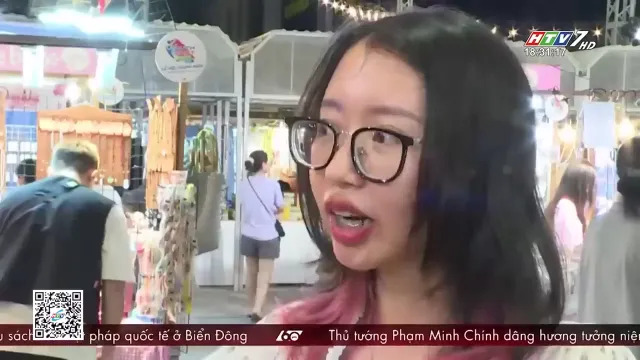 HTV7 HD
18:31:17
sách pháp quốc tế ở Biển Đông 60 Thủ tướng Phạm Minh Chính dâng hương tưởng niệ